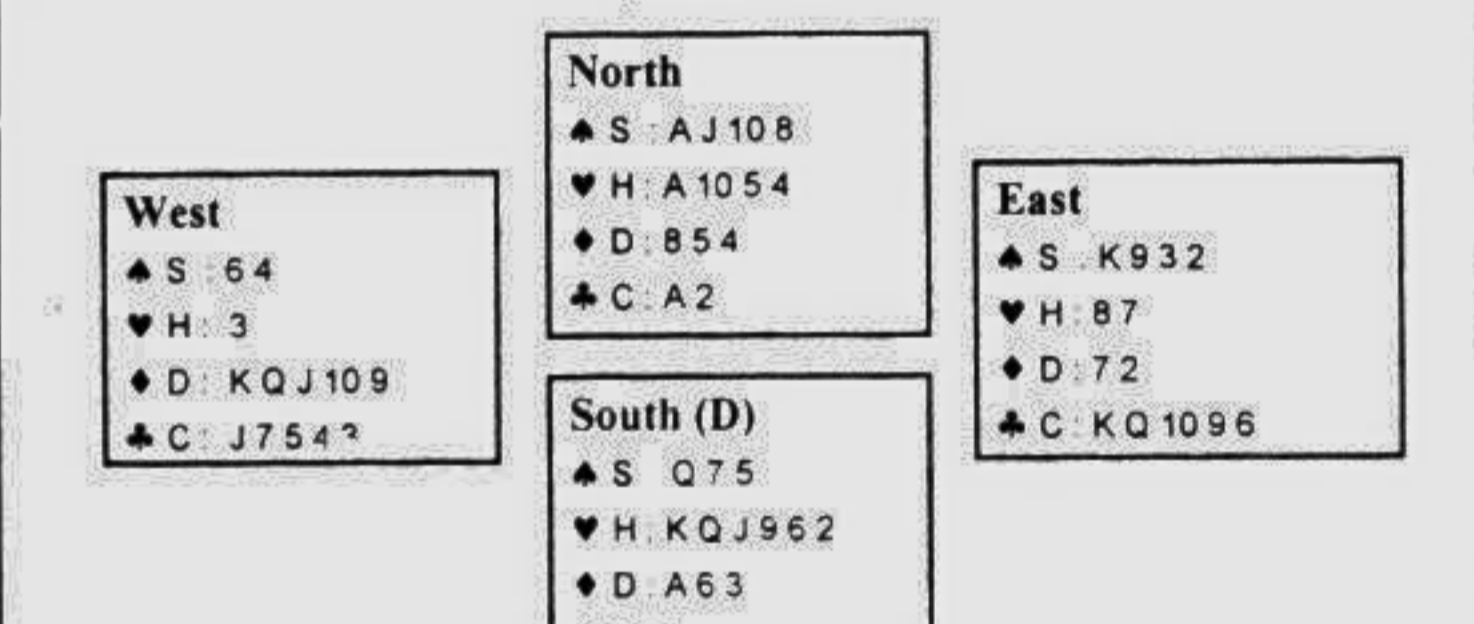 North
♠ S : A J 10 8
♥ H : A 10 5 4
♦ D : 8 5 4
♣ C : A 2
West
♠ S : 6 4
♥ H : 3
♦ D : K Q J 10 9
♣ C : J 7 5 4 3
East
♠ S : K 9 3 2
♥ H : 8 7
♦ D : 7 2
♣ C : K Q 10 9 6
South (D)
♠ S Q 7 5
♥ H : K Q J 9 6 2
♦ D : A 6 3